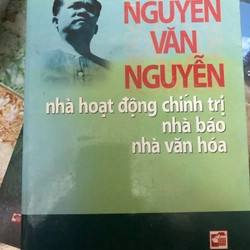 NGUYỄN
VĂN
NGUYỄN
nhà hoạt động chính trị
nhà báo
nhà văn hóa